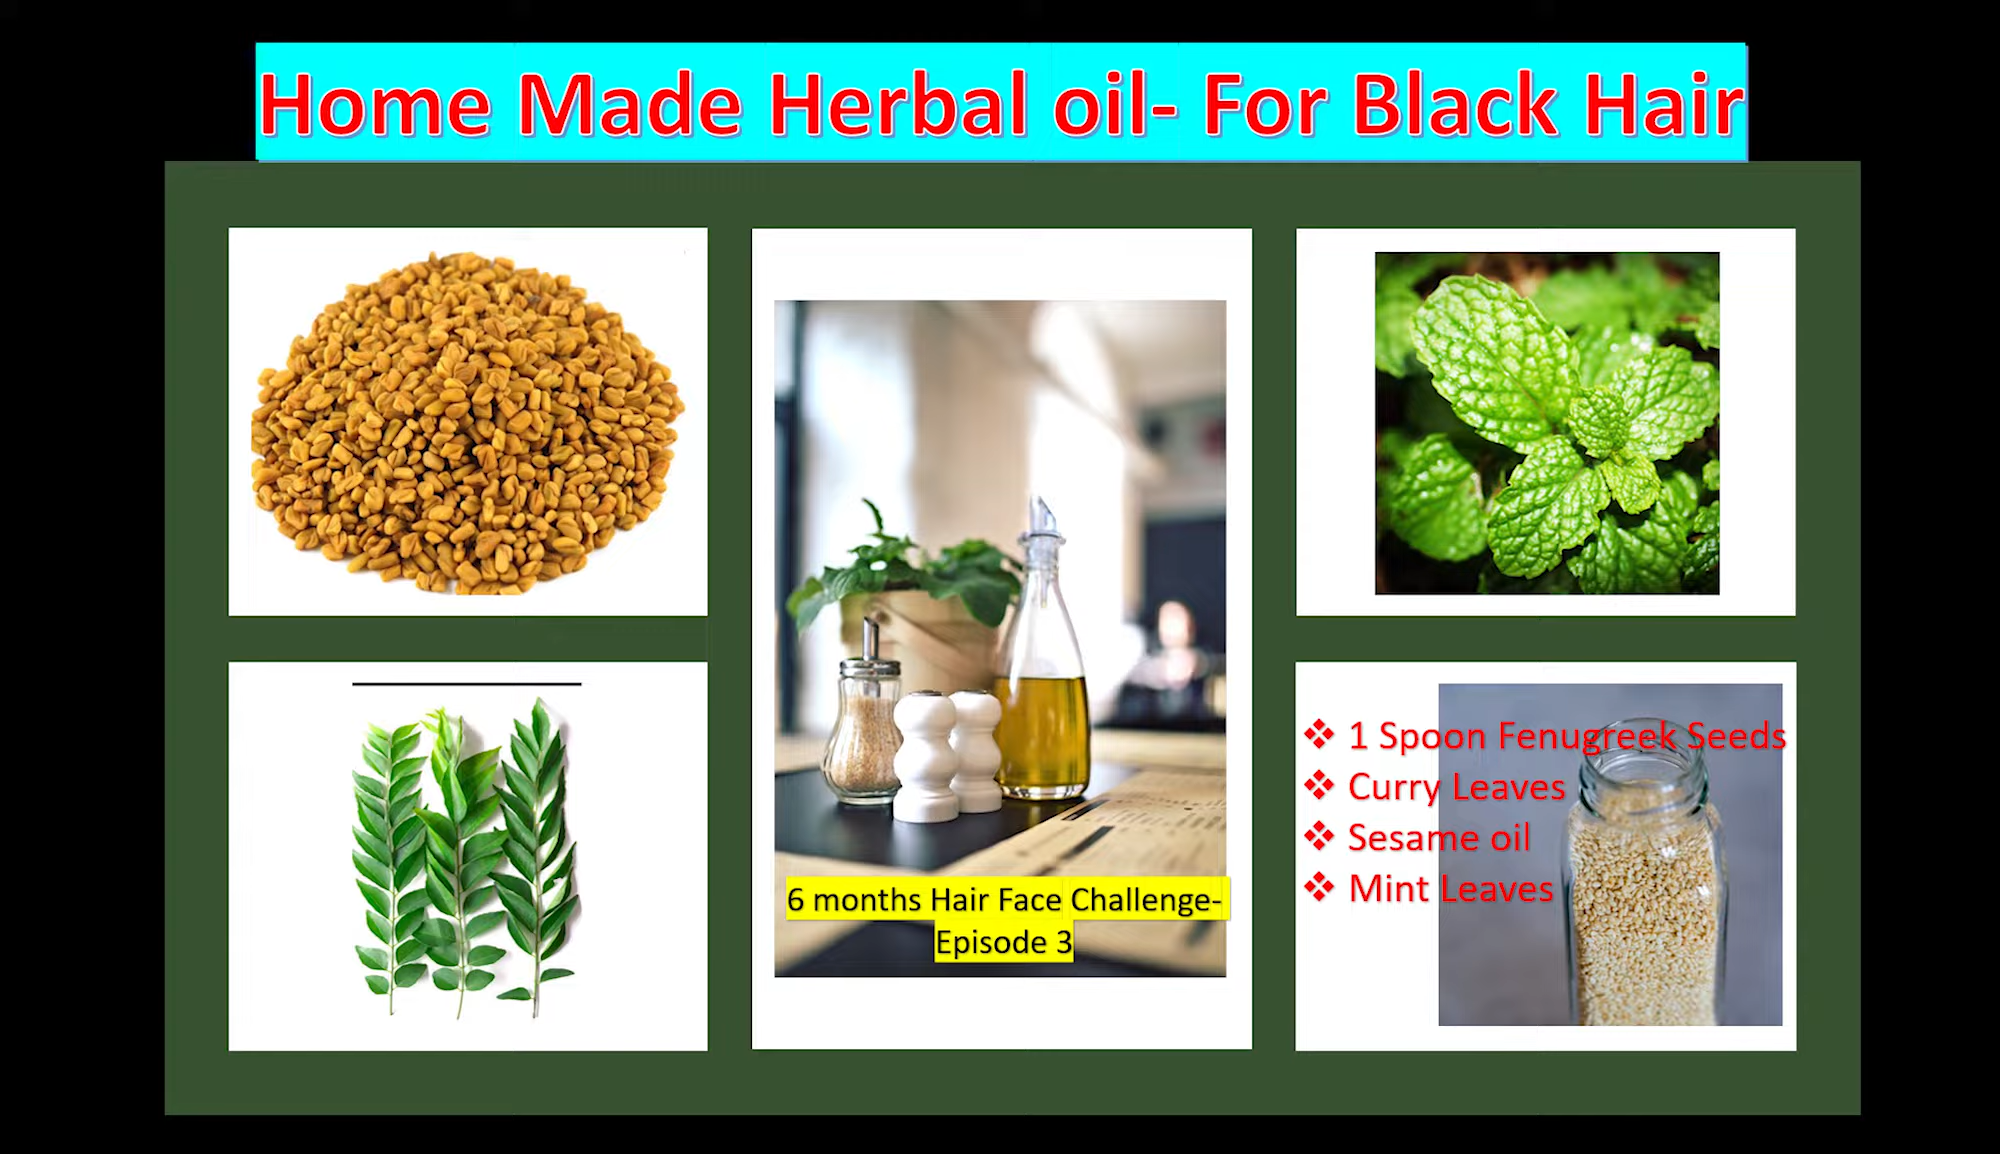 Home Made Herbal oil- For Black Hair
6 months Hair Face Challenge-
Episode 3
❖ 1 Spoon Fenugreek Seeds
❖ Curry Leaves
❖ Sesame oil
❖ Mint Leaves